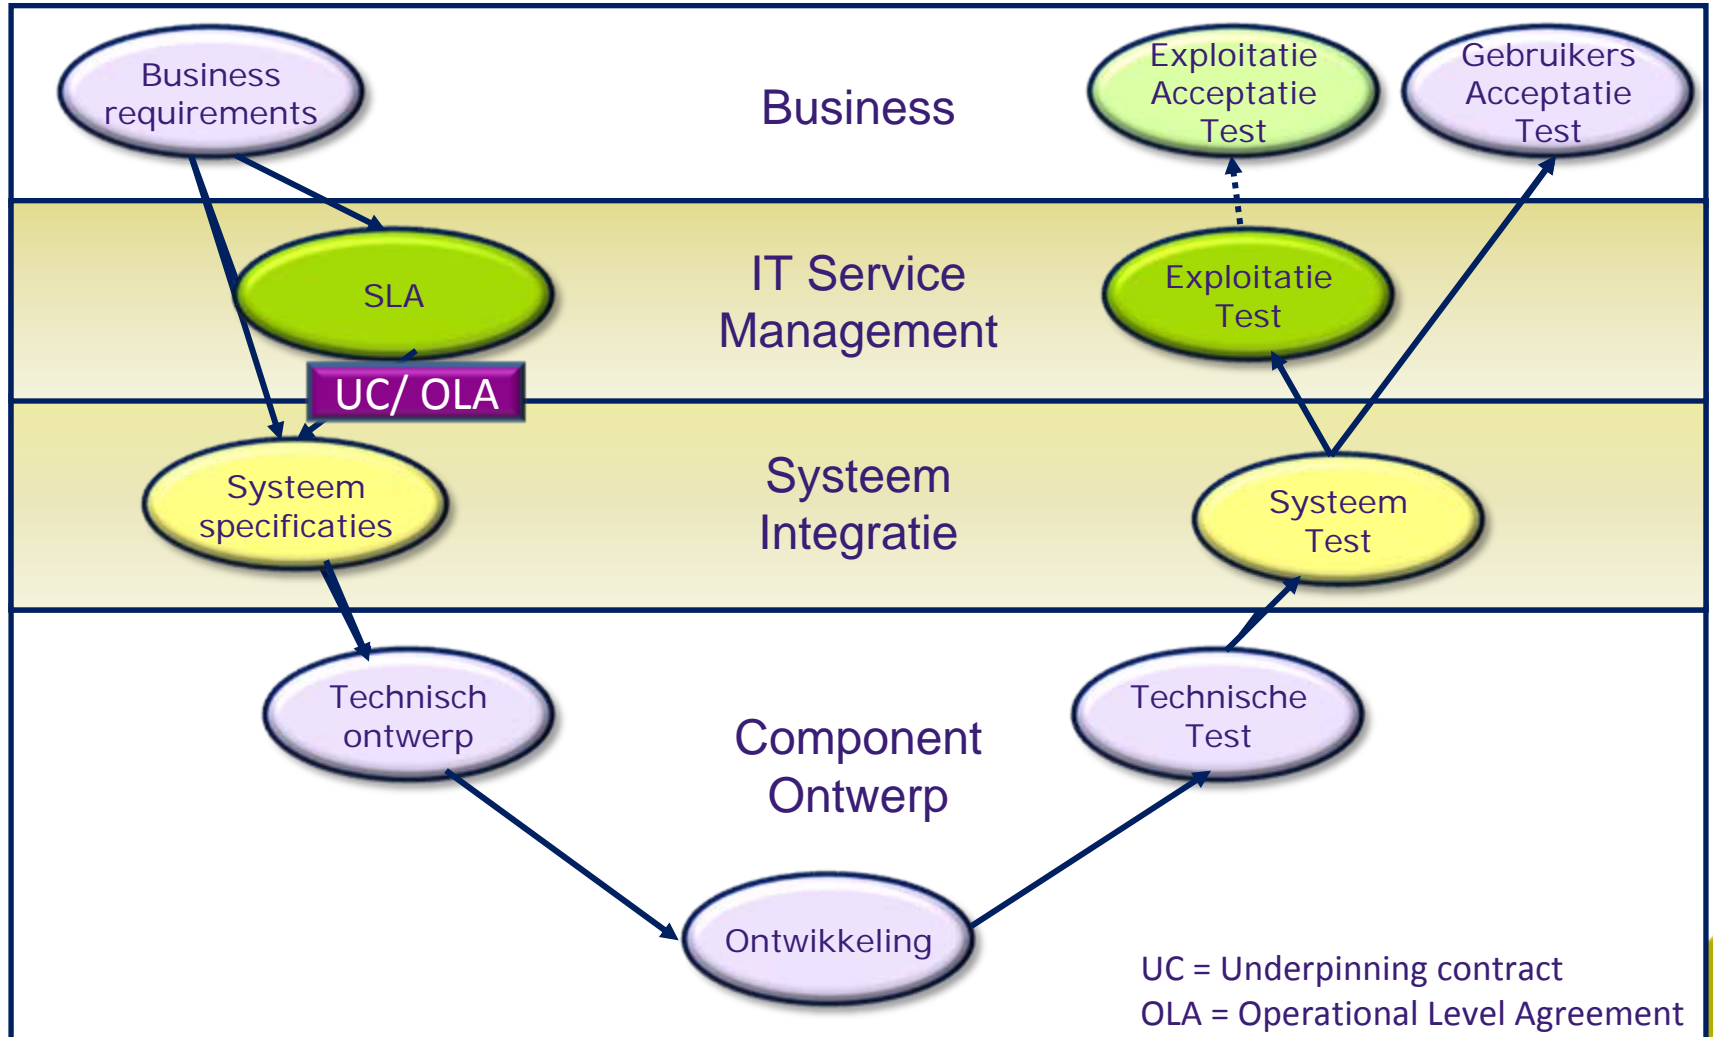 Business
requirements
Business
Exploitatie
Acceptatie
Test
Gebruikers
Acceptatie
Test
SLA
IT Service
Management
Exploitatie
Test
UC/ OLA
Systeem
specificaties
Systeem
Integratie
Systeem
Test
Technisch
ontwerp
Component
Ontwerp
Technische
Test
Ontwikkeling
UC = Underpinning contract
OLA = Operational Level Agreement